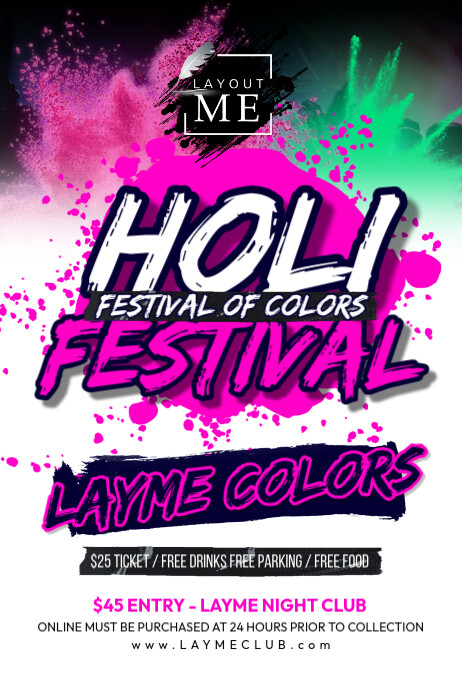 LAYOUT
ME
HOLI
FESTIVAL OF COLORS
FESTIVAL
LAYME COLORS
$25 TICKET / FREE DRINKS FREE PARKING / FREE FOOD
$45 ENTRY - LAYME NIGHT CLUB
ONLINE MUST BE PURCHASED AT 24 HOURS PRIOR TO COLLECTION
www.LAYMECLUB.com